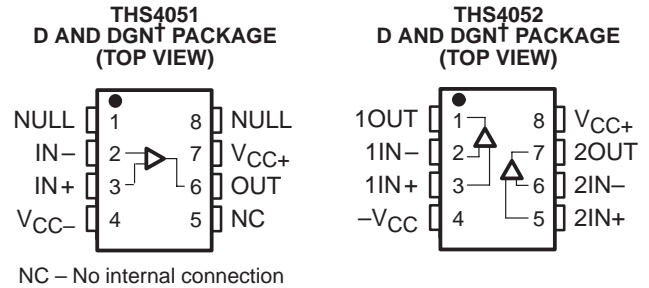 THS4051
D AND DGN† PACKAGE
(TOP VIEW)
NULL 1 8 NULL
IN− 2 7 VCC+
IN+ 3 6 OUT
VCC− 4 5 NC
NC – No internal connection
THS4052
D AND DGN† PACKAGE
(TOP VIEW)
1OUT 1 8 VCC+
1IN− 2 7 2OUT
1IN+ 3 6 2IN−
−VCC 4 5 2IN+